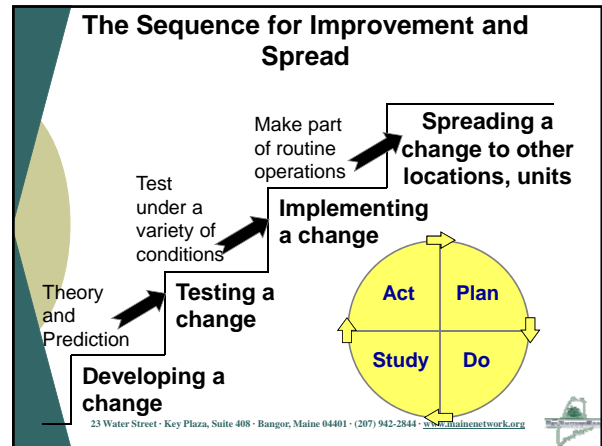 The Sequence for Improvement and
Spread
Make part
of routine
operations
Spreading a
change to other
locations, units
Test
under a
variety of
conditions
Implementing
a change
Theory
and
Prediction
Testing a
change
Developing a
change
Act
Plan
Study
Do
23 Water Street · Key Plaza, Suite 408 · Bangor, Maine 04401 · (207) 942-2844 · www.mainenetwork.org